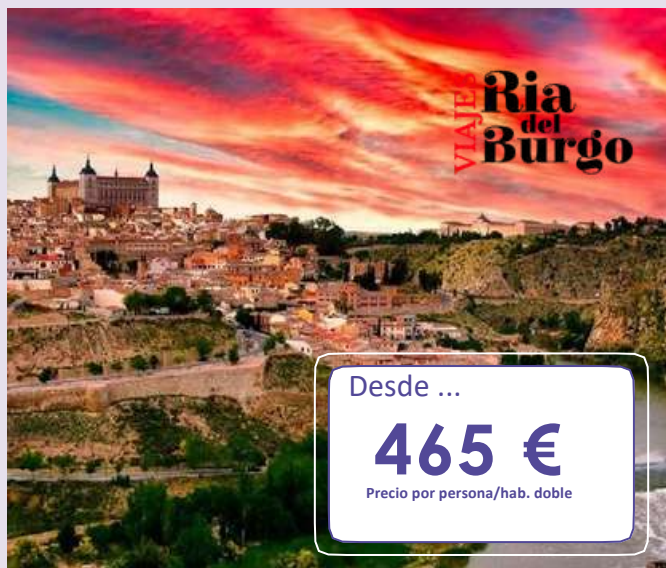 VIAJES
Ria
del
Burgo
Desde ...
465 €
Precio por persona/hab. doble